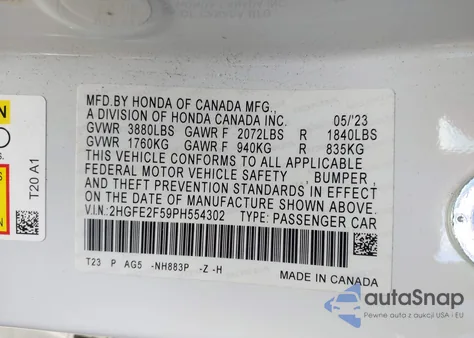 MFD.BY HONDA OF CANADA MFG.,
A DIVISION OF HONDA CANADA INC. 05/'23
GVWR 3880LBS GAWR F 2072LBS R 1840LBS
GVWR 1760KG GAWR F 940KG R 835KG
THIS VEHICLE CONFORMS TO ALL APPLICABLE
FEDERAL MOTOR VEHICLE SAFETY , BUMPER ,
AND THEFT PREVENTION STANDARDS IN EFFECT
ON THE DATE OF MANUFACTURE SHOWN ABOVE.
V.I.N: 2HGFE2F59PH554302 TYPE: PASSENGER CAR
T23 P AG5 -NH883P -Z -H
MADE IN CANADA
T20 A1
autoSnap
Pewne auto z aukcji USA i EU